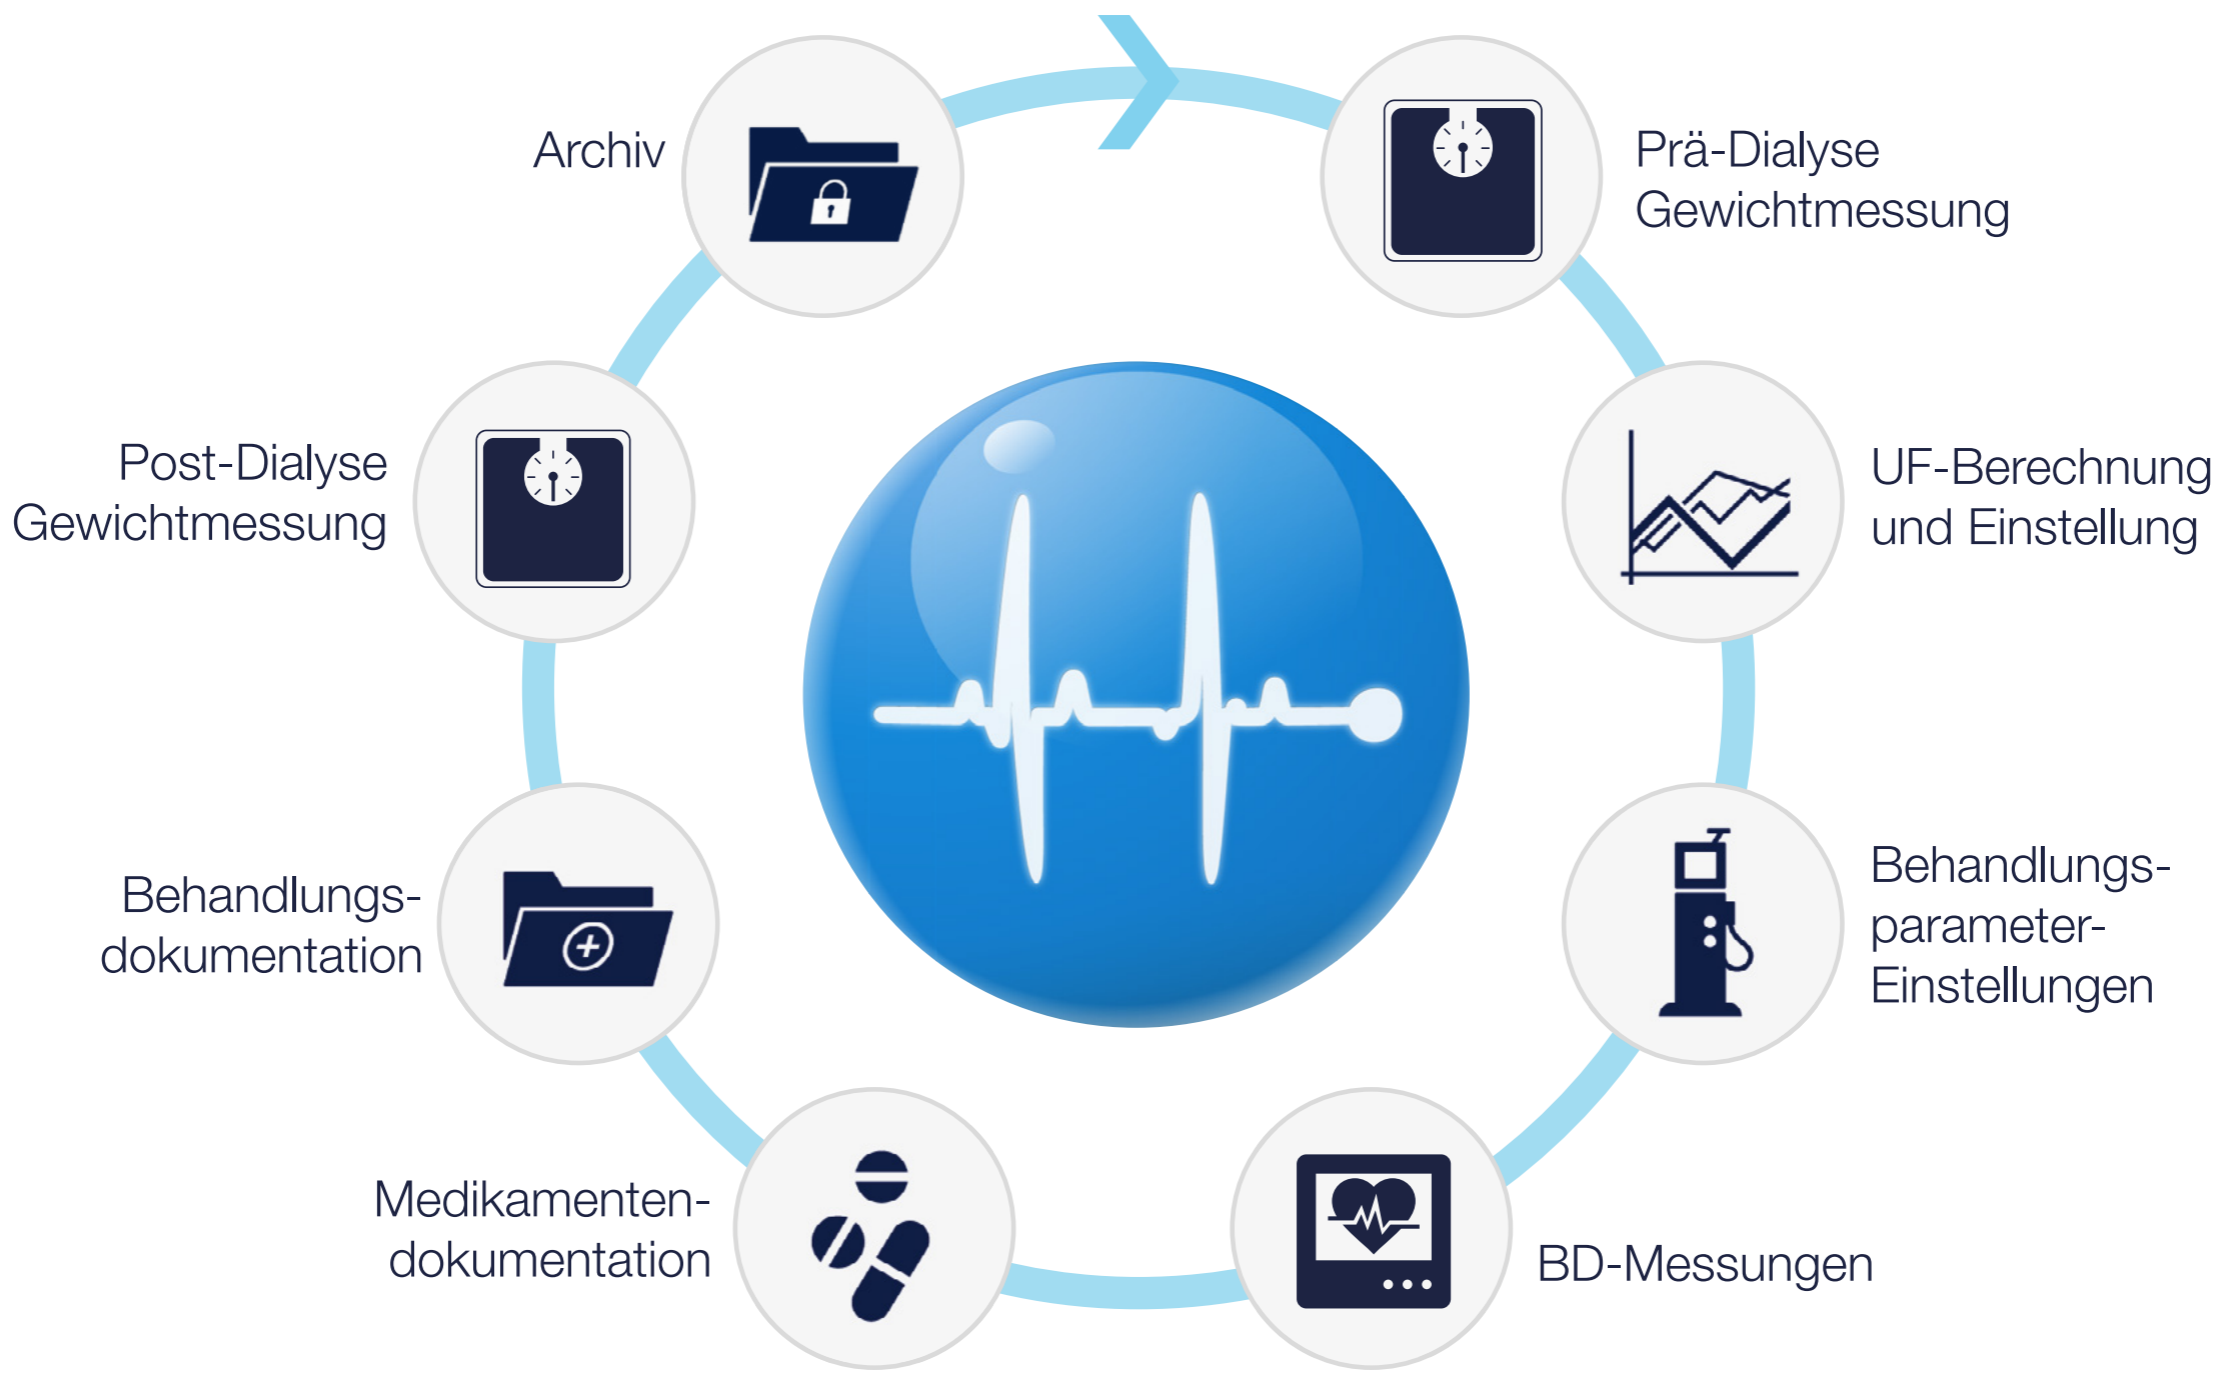 Archiv
Prä-Dialyse
Gewichtmessung
UF-Berechnung
und Einstellung
Behandlungs-
parameter-
Einstellungen
BD-Messungen
Medikamenten-
dokumentation
Behandlungs-
dokumentation
Post-Dialyse
Gewichtmessung